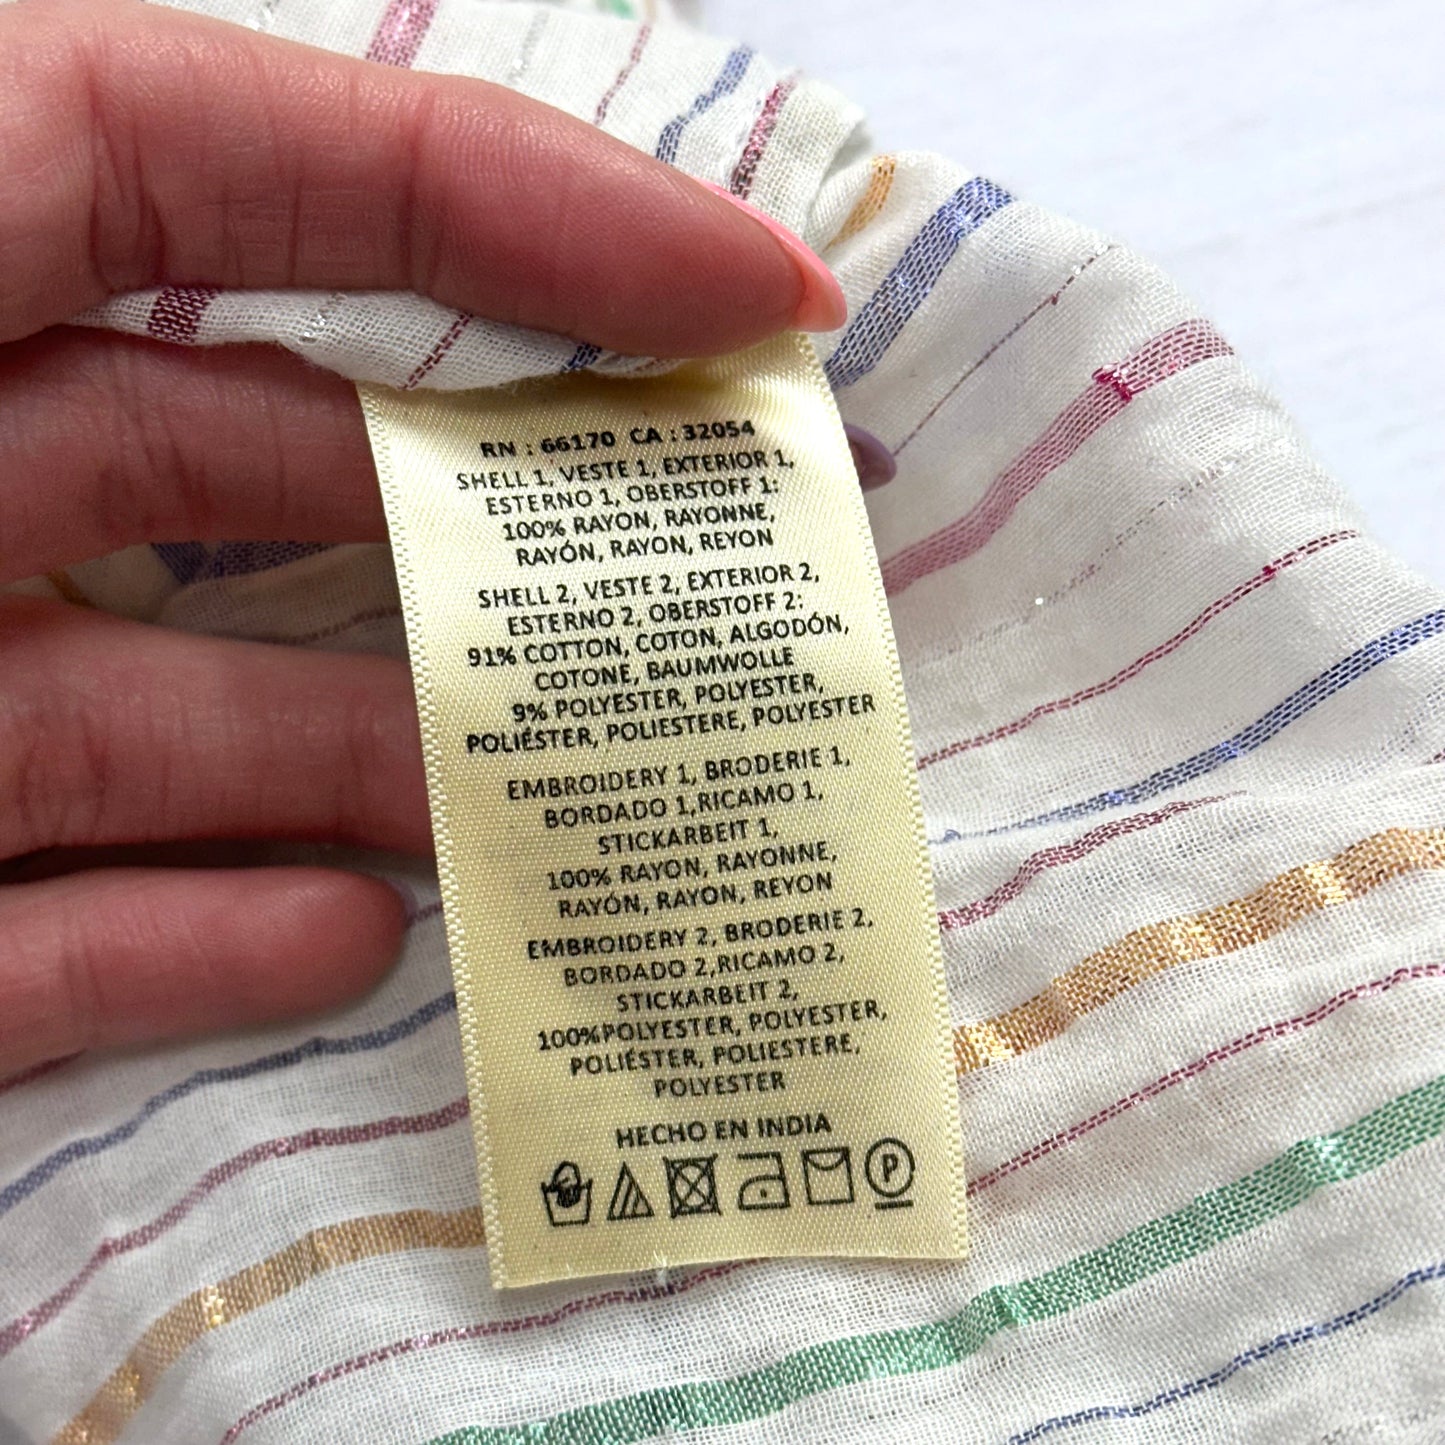 RN : 66170 CA : 32054
SHELL 1, VESTE 1, EXTERIOR 1,
ESTERNO 1, OBERSTOFF 1:
100% RAYON, RAYONNE,
RAYÓN, RAYON, REYON
SHELL 2, VESTE 2, EXTERIOR 2,
ESTERNO 2, OBERSTOFF 2:
91% COTTON, COTON, ALGODÓN,
COTONE, BAUMWOLLE
9% POLYESTER, POLYESTER,
POLIÉSTER, POLIESTERE, POLYESTER
EMBROIDERY 1, BRODERIE 1,
BORDADO 1,RICAMO 1,
STICKARBEIT 1,
100% RAYON, RAYONNE,
RAYÓN, RAYON, REYON
EMBROIDERY 2, BRODERIE 2,
BORDADO 2,RICAMO 2,
STICKARBEIT 2,
100%POLYESTER, POLYESTER,
POLIÉSTER, POLIESTERE,
POLYESTER
HECHO EN INDIA
P